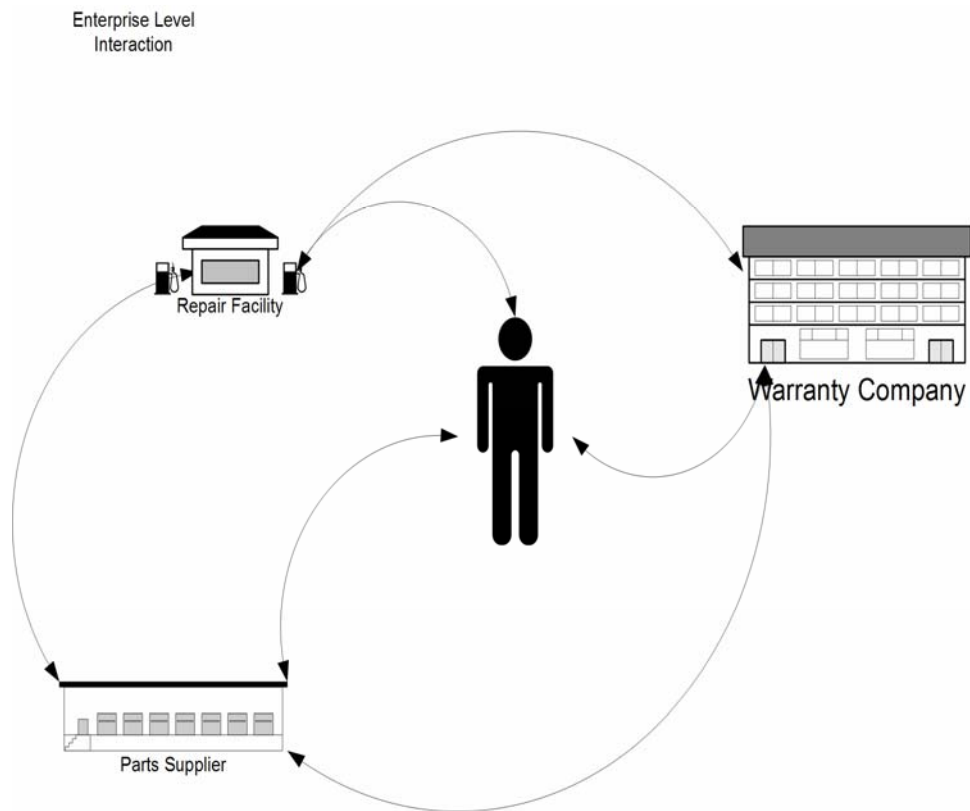 Enterprise Level
Interaction
Repair Facility
Warranty Company
Parts Supplier